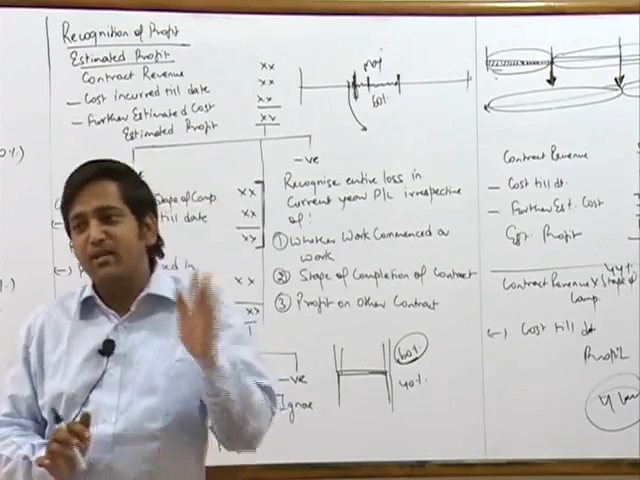 Recognition of Profit
Estimated Profit
Contract Revenue xx
– Cost incurred till date xx
– Further Estimated Cost xx
Estimated Profit xx
60%
–ve
Recognise entire loss in
current year P/L irrespective
of:
① Whether Work Commenced or
work
② Stage of Completion of Contract
③ Profit on Other Contract
Stage of Comp xx
till date xx
xx
(-)
xx
xx
–ve
Ignore
60%
40%
Contract Revenue
– Cost till dt.
– Further Est. Cost
Est. Profit
44%
Contract Revenue x Stage of
Comp.
(-) Cost till dt
Profit